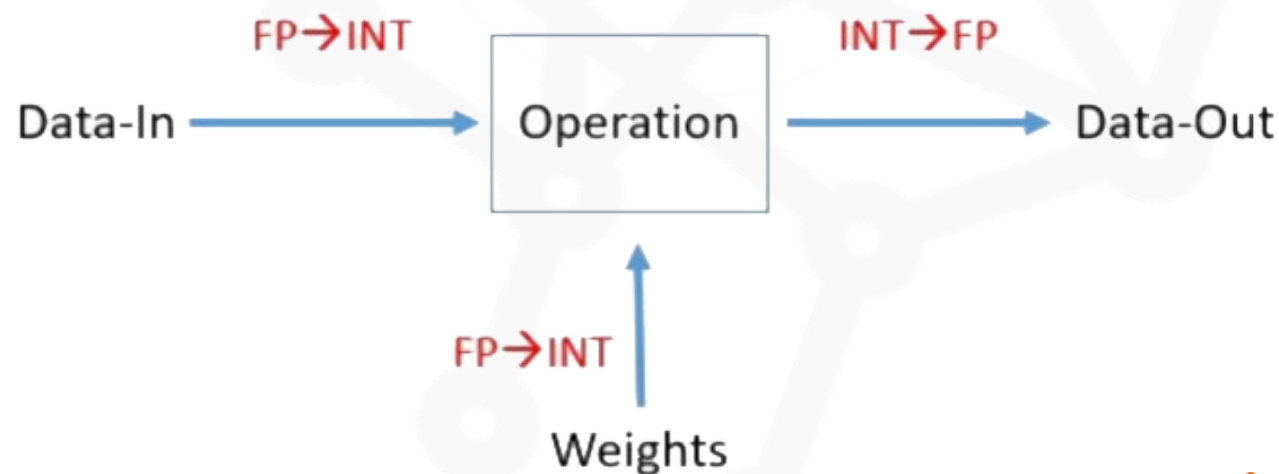 FP→INT
INT→FP
Data-In
Operation
Data-Out
FP→INT
Weights